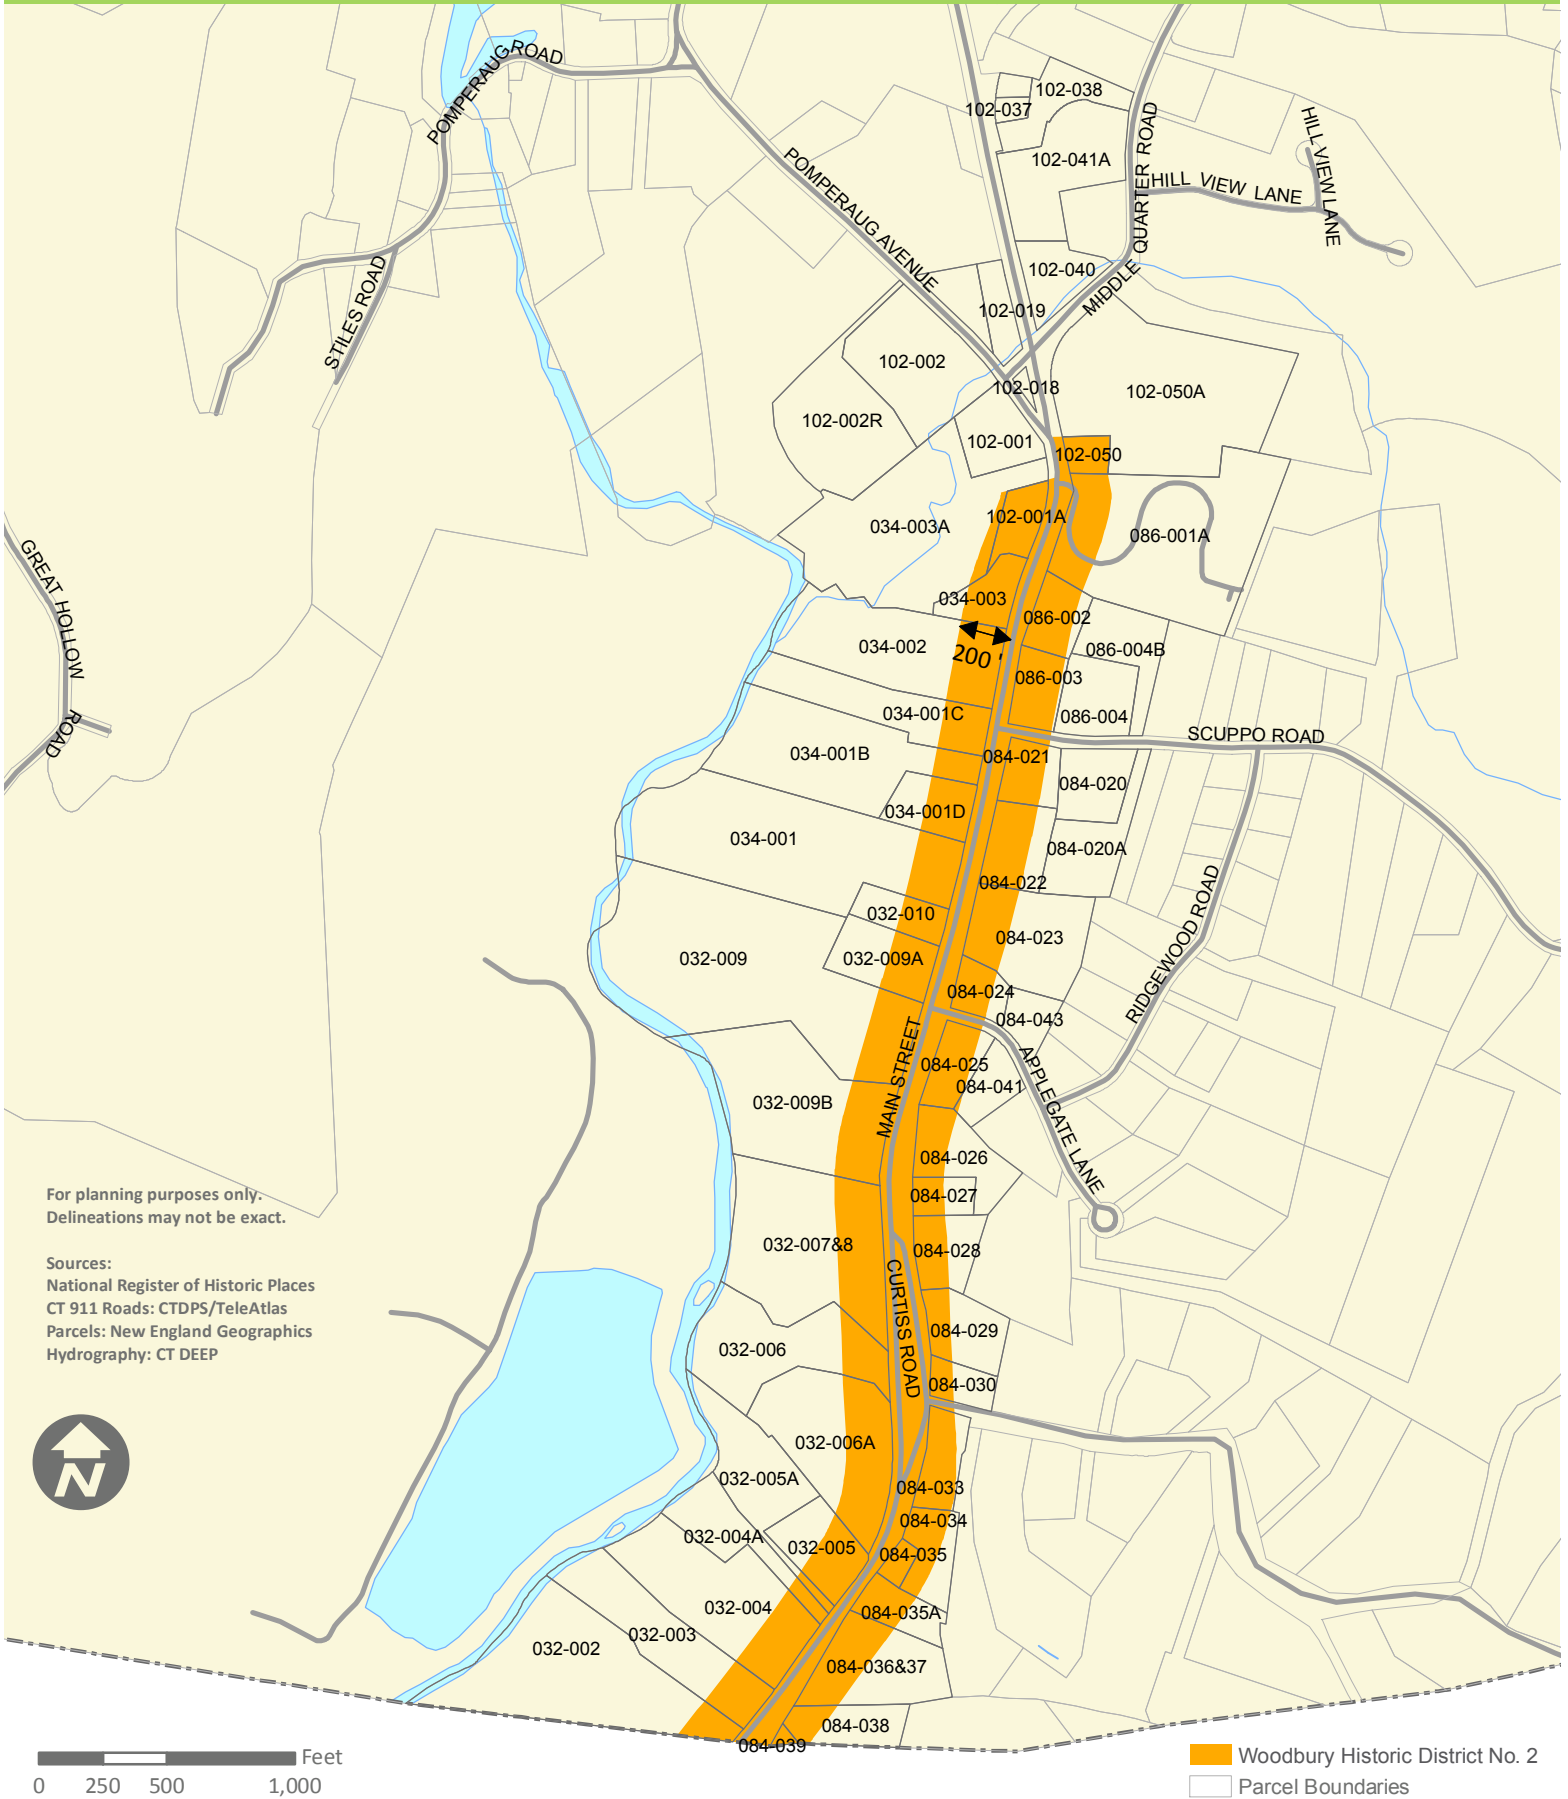 POMPERAUG ROAD
102-038
102-037
QUARTER ROAD
HILL VIEW LANE
102-041A
POMPERAUG AVENUE
HILL VIEW LANE
STILES ROAD
102-040
MIDDLE
102-019
102-002
102-018
102-050A
102-002R
102-001
102-050
102-001A
034-003A
086-001A
GREAT HOLLOW
ROAD
034-003
086-002
200 '
034-002
086-004B
086-003
034-001C
086-004
SCUPPO ROAD
034-001B
084-021
084-020
034-001D
034-001
084-020A
084-022
032-010
RIDGEWOOD ROAD
084-023
032-009
032-009A
084-024
084-043
MAIN STREET
084-025
APPLEGATE LANE
084-041
032-009B
084-026
084-027
032-007&8
084-028
CURTISS ROAD
084-029
032-006
084-030
032-006A
032-005A
084-033
084-034
032-004A
032-005
084-035
032-004
084-035A
032-003
032-002
084-036&37
084-038
084-039
For planning purposes only.
Delineations may not be exact.
Sources:
National Register of Historic Places
CT 911 Roads: CTDPS/TeleAtlas
Parcels: New England Geographics
Hydrography: CT DEEP
N
Feet
0 250 500 1,000
Woodbury Historic District No. 2
Parcel Boundaries